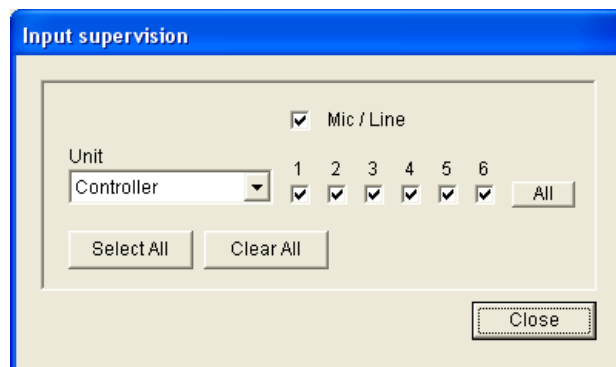 Input supervision
Mic / Line
Unit
1 2 3 4 5 6
Controller
All
Select All Clear All
Close